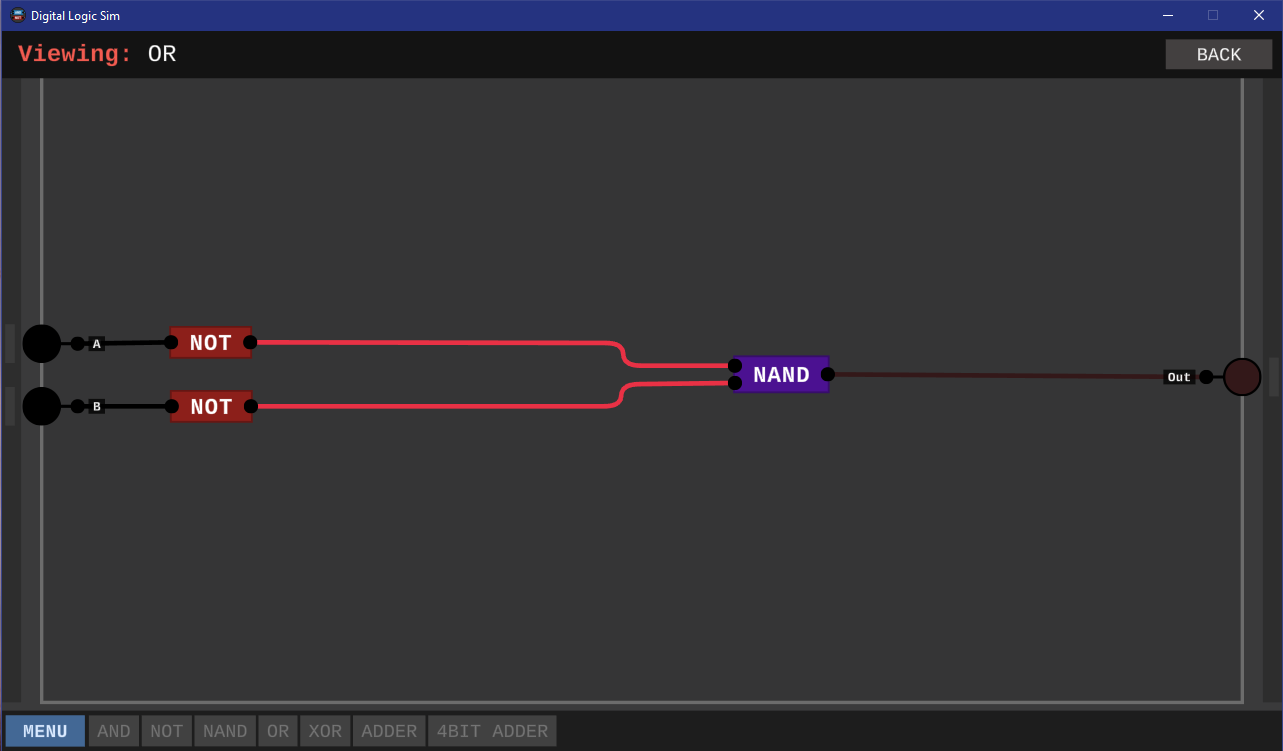 Digital Logic Sim
Viewing: OR
BACK
A
NOT
NAND
Out
B
NOT
MENU AND NOT NAND OR XOR ADDER 4BIT ADDER